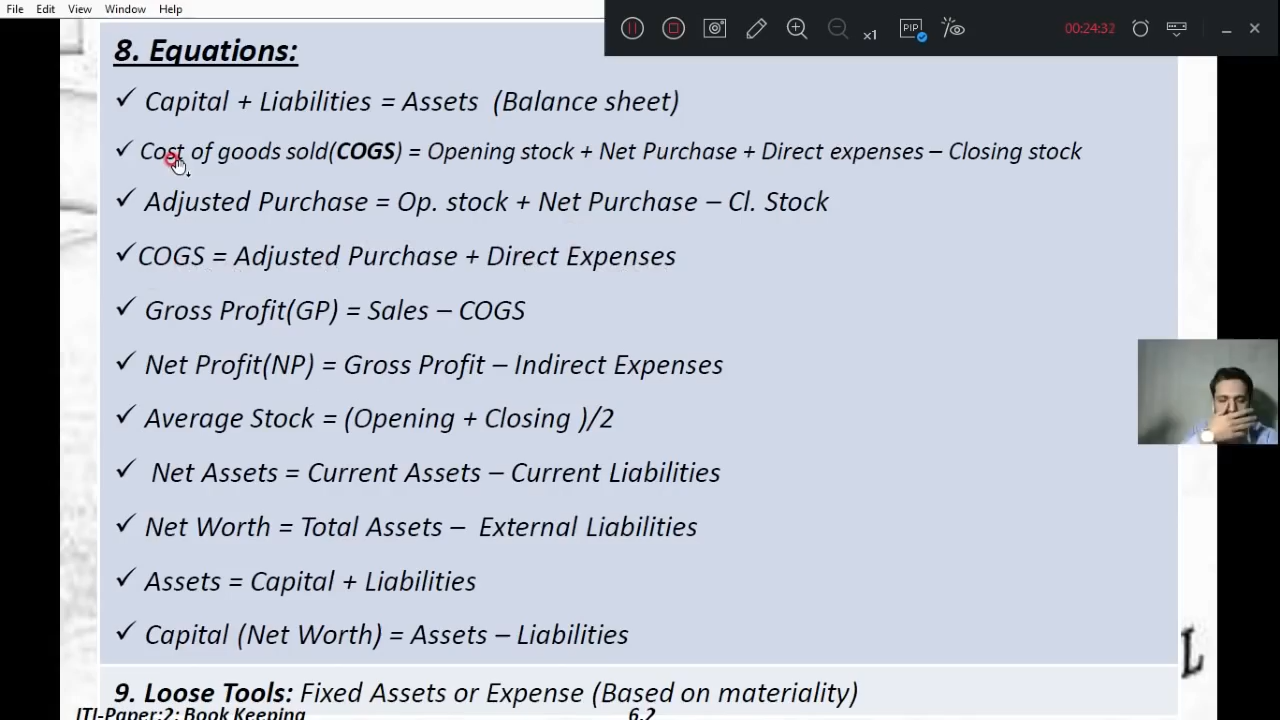 File Edit View Window Help
x1 PIP 00:24:32
8. Equations:
✓ Capital + Liabilities = Assets (Balance sheet)
✓ Cost of goods sold(COGS) = Opening stock + Net Purchase + Direct expenses – Closing stock
✓ Adjusted Purchase = Op. stock + Net Purchase – Cl. Stock
✓ COGS = Adjusted Purchase + Direct Expenses
✓ Gross Profit(GP) = Sales – COGS
✓ Net Profit(NP) = Gross Profit – Indirect Expenses
✓ Average Stock = (Opening + Closing )/2
✓ Net Assets = Current Assets – Current Liabilities
✓ Net Worth = Total Assets – External Liabilities
✓ Assets = Capital + Liabilities
✓ Capital (Net Worth) = Assets – Liabilities
L
9. Loose Tools: Fixed Assets or Expense (Based on materiality)
ITI-Paper:2: Book Keeping 6.2